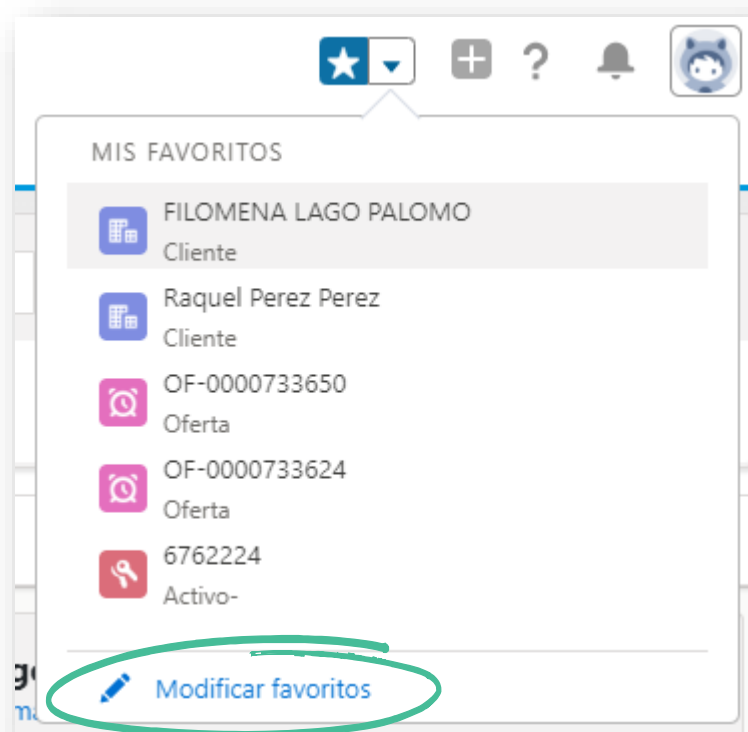 MIS FAVORITOS
FILOMENA LAGO PALOMO
Cliente
Raquel Perez Perez
Cliente
OF-0000733650
Oferta
OF-0000733624
Oferta
6762224
Activo-
Modificar favoritos